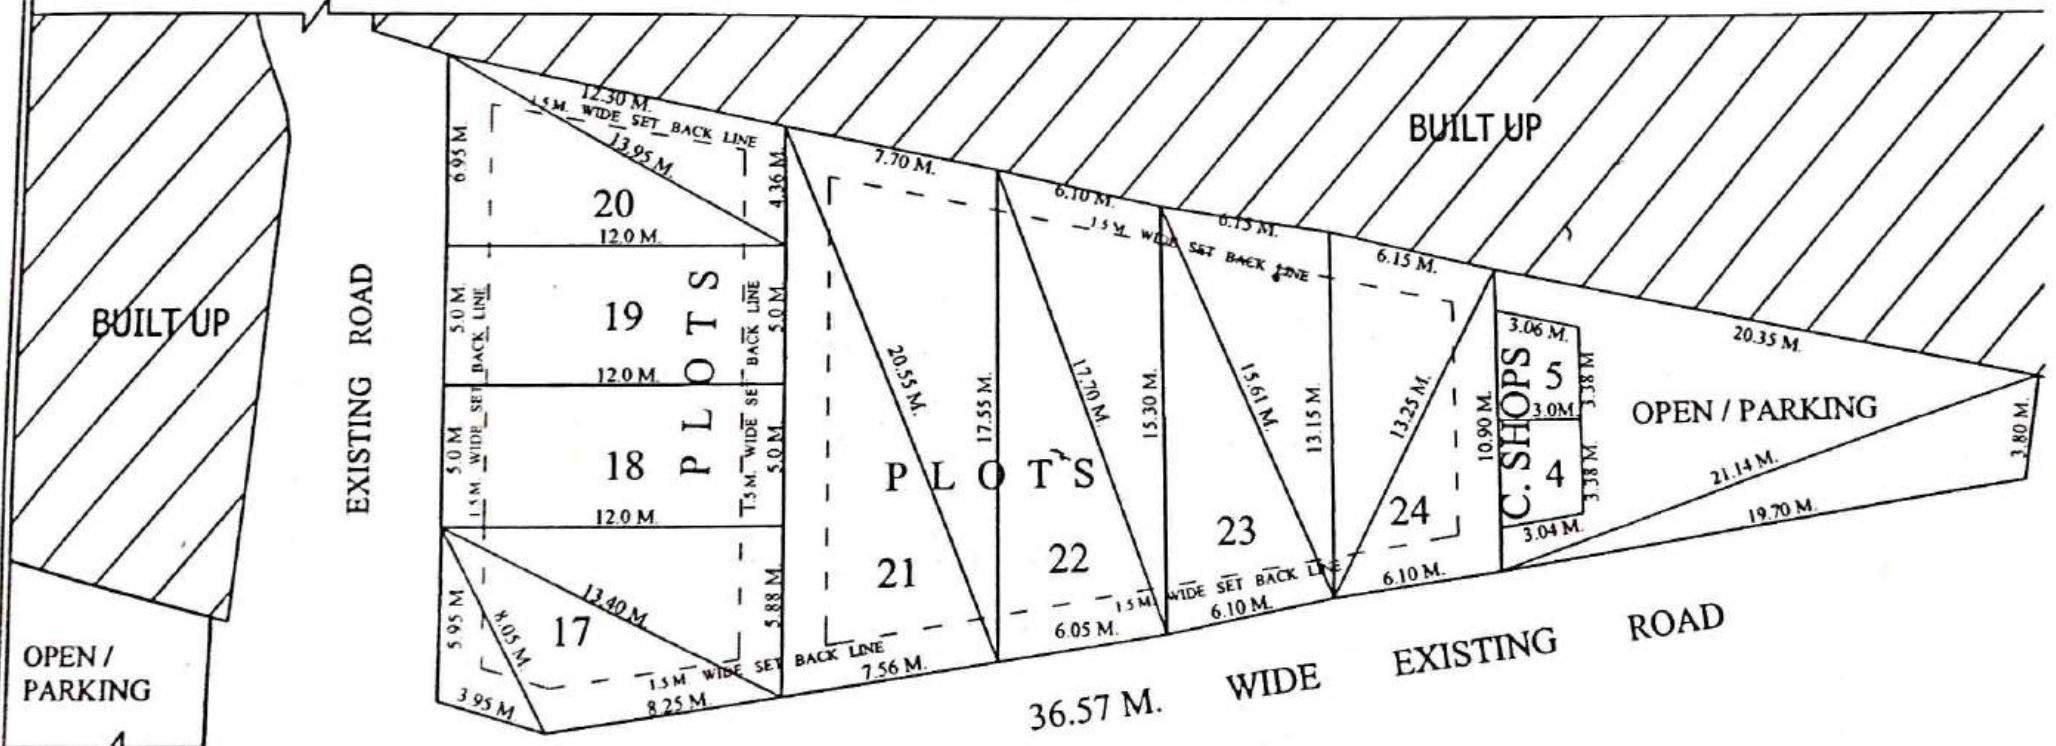 BUILT UP
OPEN /
PARKING
EXISTING ROAD
12.30 M.
1.5 M. WIDE SET BACK LINE
13.95 M.
6.95 M.
4.36 M.
20
12.0 M.
5.0 M.
19
5.0 M.
12.0 M.
5.0 M
18
5.0 M.
12.0 M.
1.5 M. WIDE SET BACK LINE
1.5 M. WIDE SET BACK LINE
PLOTS
5.95 M
8.05 M.
13.40 M.
17
5.88 M.
3.95 M
8.25 M.
1.5 M WIDE SET BACK LINE
7.70 M.
6.10 M.
6.15 M.
6.15 M.
1.5 M. WIDE SET BACK LINE
20.55 M.
17.55 M.
17.70 M.
15.30 M.
15.61 M.
13.15 M.
13.25 M.
10.90 M.
PLOTS
21
22
23
24
1.5 M. WIDE SET BACK LINE
7.56 M.
6.05 M.
6.10 M.
6.10 M.
BUILT UP
20.35 M.
3.06 M.
5
3.38 M
3.0M.
4
3.38 M.
3.04 M.
C.SHOPS
OPEN / PARKING
21.14 M.
3.80 M.
19.70 M.
36.57 M. WIDE EXISTING ROAD